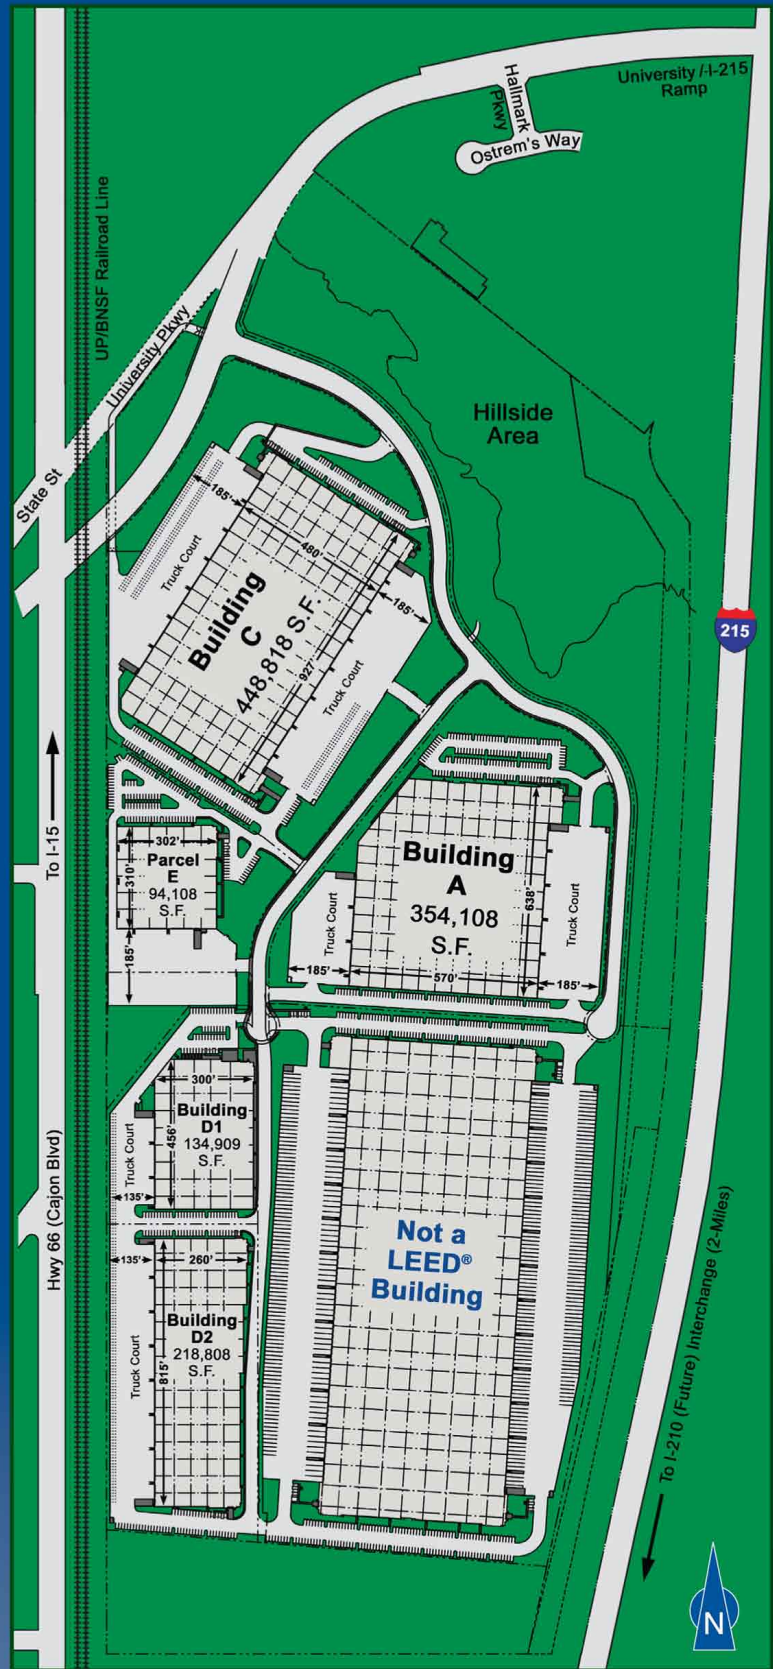 University /-I-215
Ramp
Hallmark
Pkwy
Ostrem's Way
UP/BNSF Railroad Line
University Pkwy
State St
Hillside
Area
215
185'
480'
185'
Truck Court
Building
C
448,818 S.F.
927'
Truck Court
To I-15
302'
310'
Parcel
E
94,108
S.F.
185'
Building
A
354,108
S.F.
638'
Truck Court
Truck Court
185'
570'
185'
300'
456'
Building
D1
134,909
S.F.
Truck Court
135'
135'
260'
Building
D2
218,808
S.F.
815'
Truck Court
Not a
LEED®
Building
Hwy 66 (Cajon Blvd)
To I-210 (Future) Interchange (2-Miles)
N